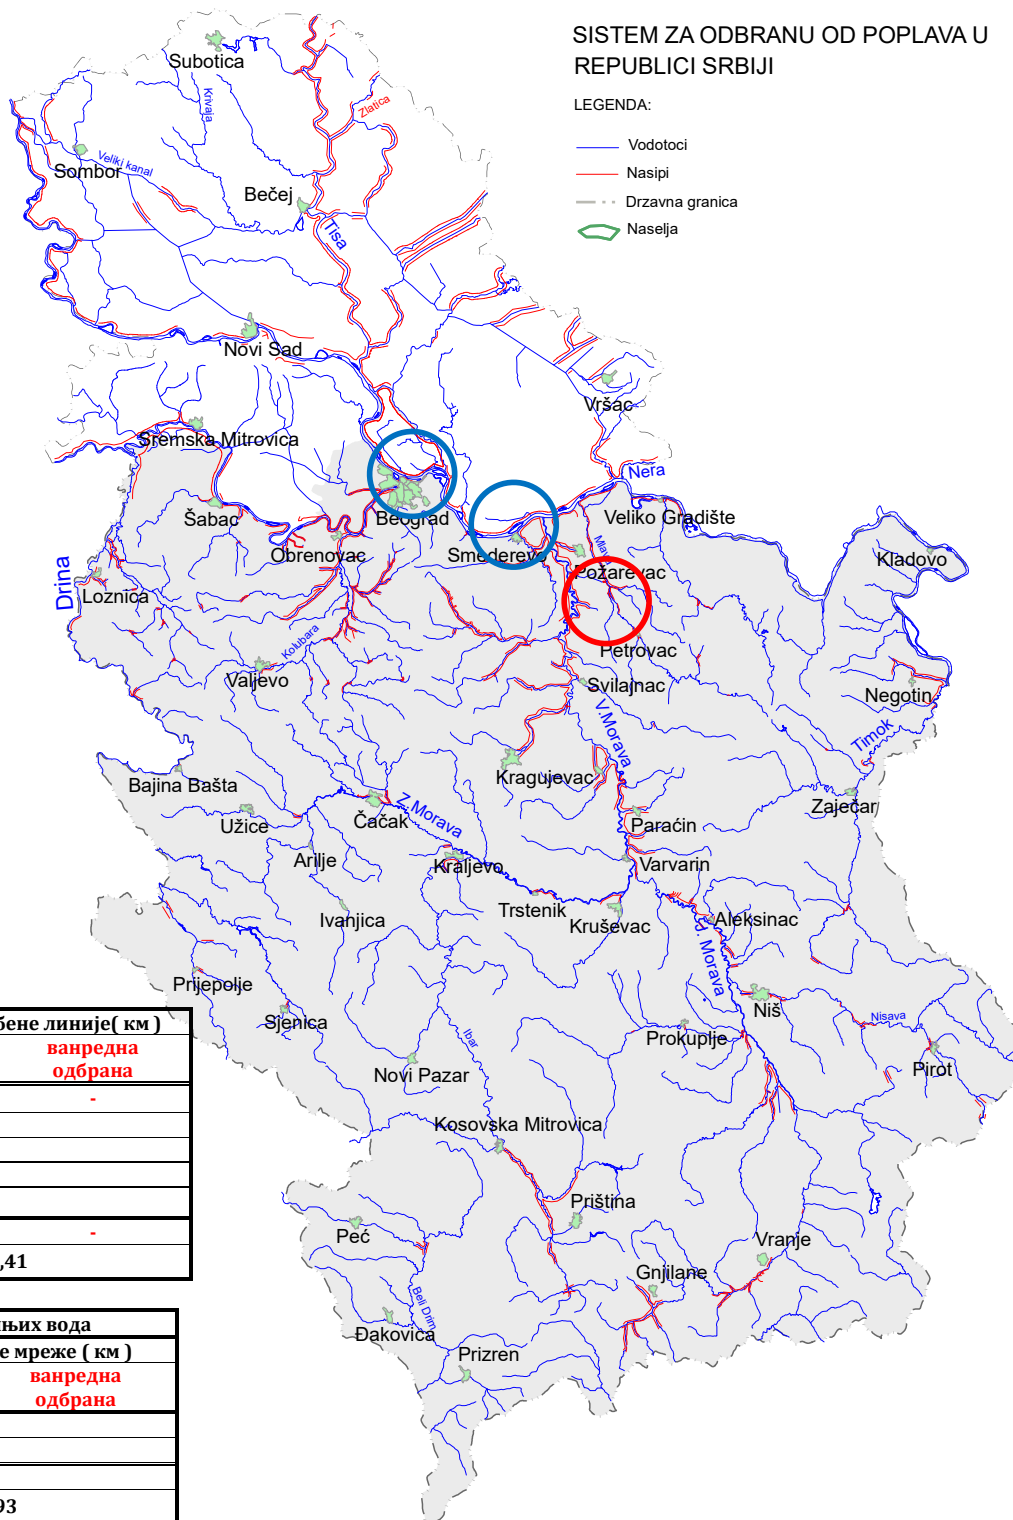 SISTEM ZA ODBRANU OD POPLAVA U
REPUBLICI SRBIJI
LEGENDA:
Vodotoci
Nasipi
Drzavna granica
Naselja
Subotica
Krivaja
Zlatica
Sombor
Veliki kanal
Bečej
Tisa
Novi Sad
Vršac
Sremska Mitrovica
Nera
Šabac
Beograd
Veliko Gradište
Obrenovac
Smederevo
Kladovo
Drina
Loznica
Požarevac
Kolubara
Petrovac
Valjevo
Svilajnac
Negotin
V.Morava
Timok
Bajina Bašta
Kragujevac
Užice
Čačak
Z.Morava
Zaječar
Paraćin
Arilje
Kraljevo
Varvarin
Ivanjica
Trstenik
Kruševac
Aleksinac
J. Morava
Prijepolje
Sjenica
Niš
Nisava
Ibar
Prokuplje
Pirot
Novi Pazar
Kosovska Mitrovica
Priština
Peć
Vranje
Gnjilane
Beli Drim
Đakovica
Prizren
бене линије( км )
ванредна
одбрана
-
-
,41
њих вода
е мреже ( км )
ванредна
одбрана
93